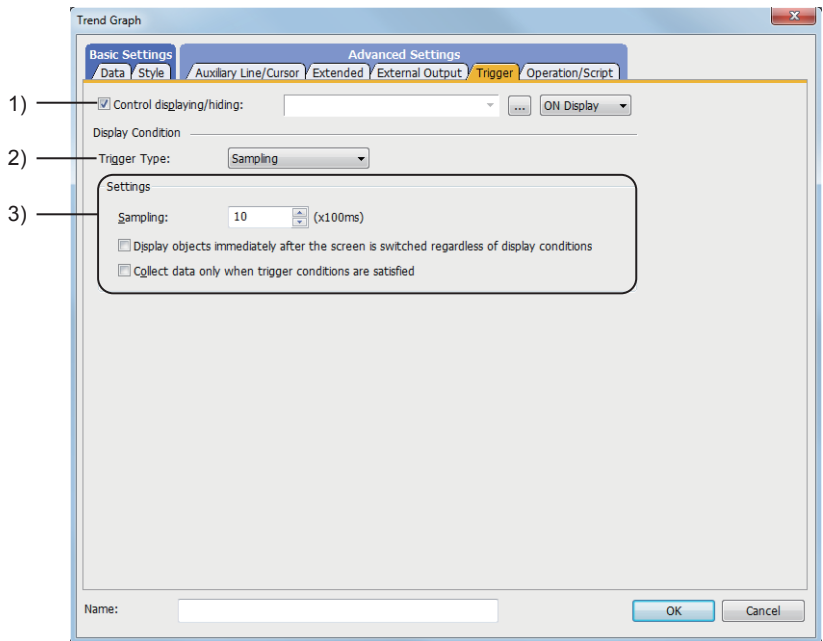 Trend Graph
x
Basic Settings Advanced Settings
Data Style Auxiliary Line/Cursor Extended External Output Trigger Operation/Script
1) Control displaying/hiding: ... ON Display
Display Condition
2) Trigger Type: Sampling
Settings
3) Sampling: 10 (x100ms)
Display objects immediately after the screen is switched regardless of display conditions
Collect data only when trigger conditions are satisfied
Name: OK Cancel